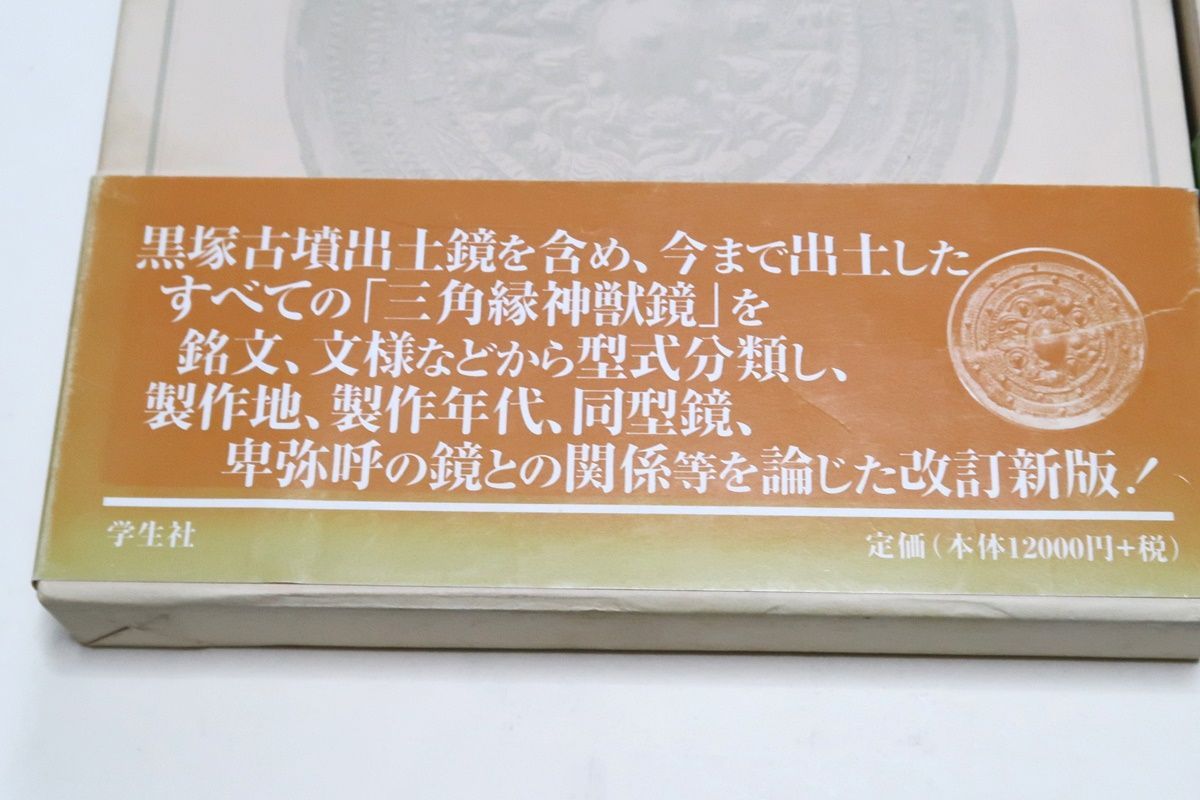 黒塚古墳出土鏡を含め、今まで出土した
すべての「三角縁神獣鏡」を
銘文、文様などから型式分類し、
製作地、製作年代、同型鏡、
卑弥呼の鏡との関係等を論じた改訂新版！
学生社
定価（本体12000円+税）